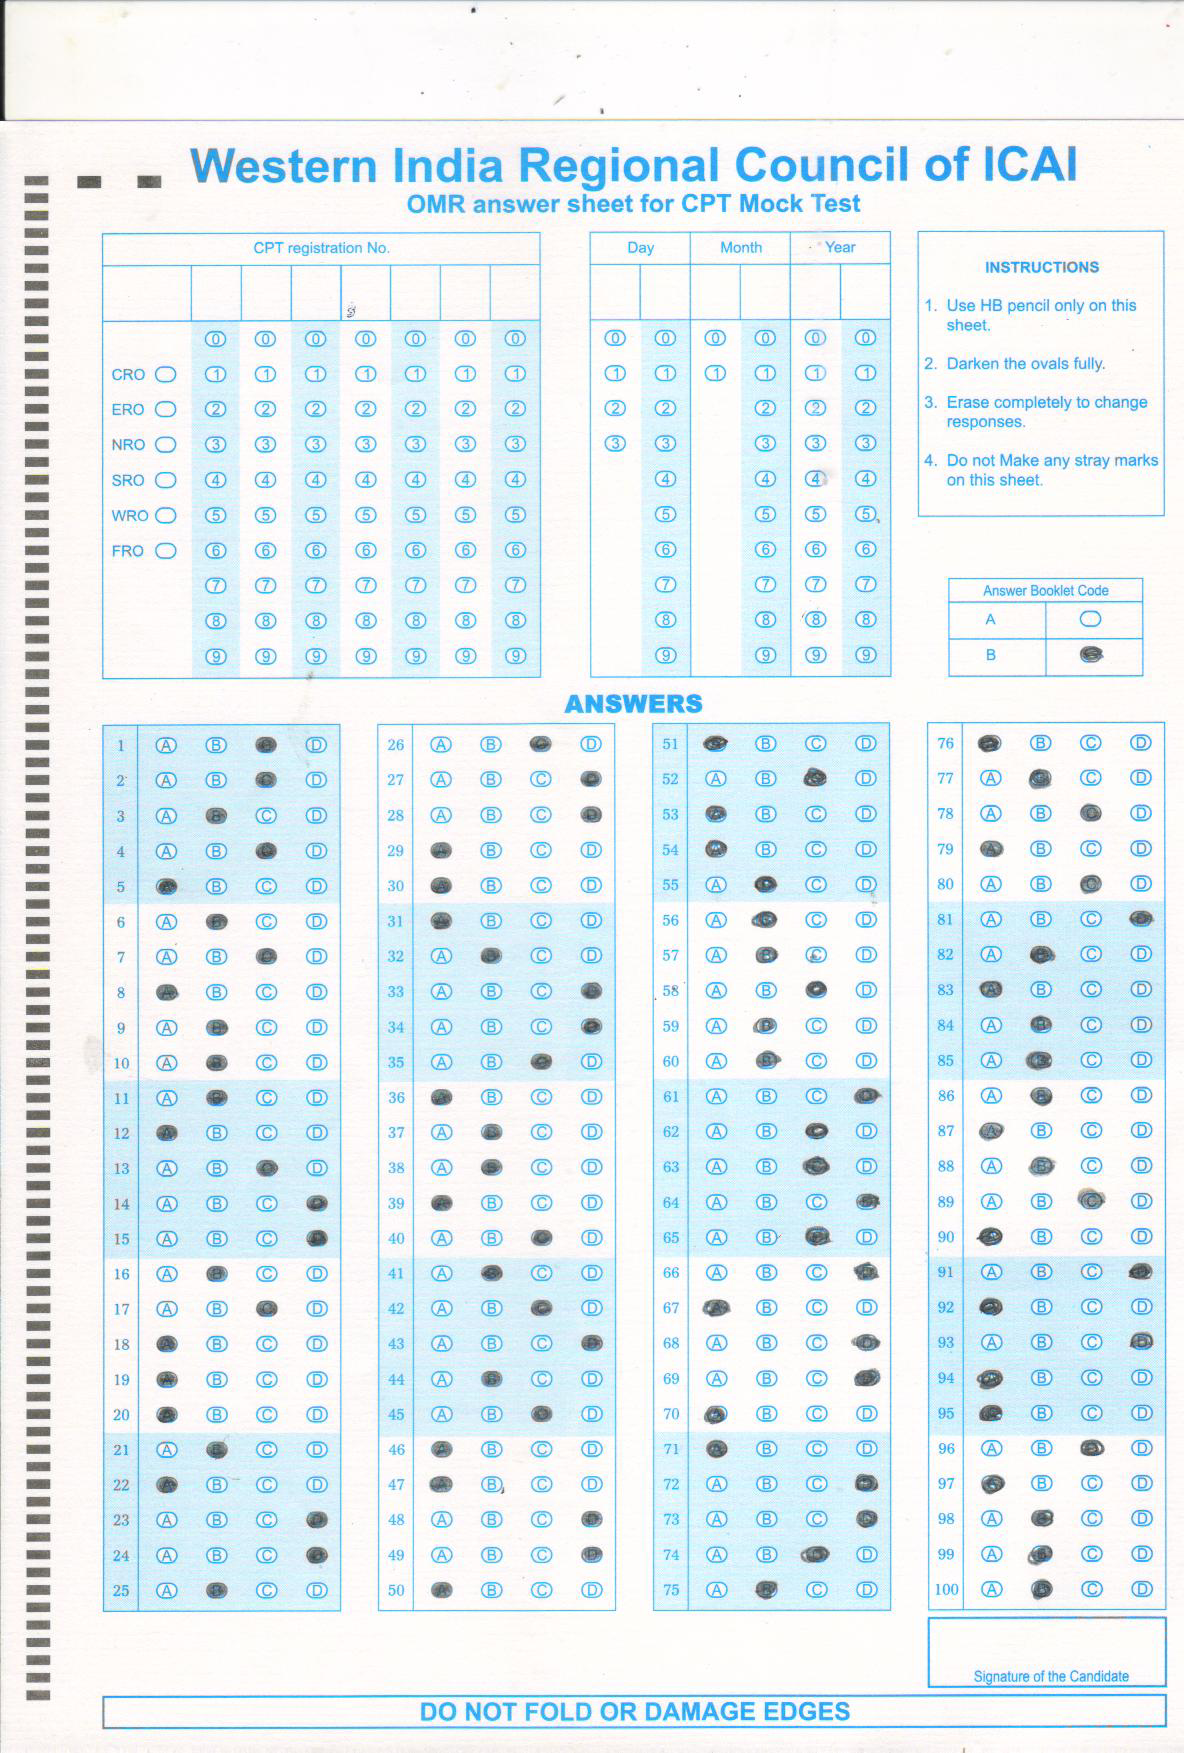 Western India Regional Council of ICAI
OMR answer sheet for CPT Mock Test
CPT registration No.
0 0 0 0 0 0 0
CRO 1 1 1 1 1 1 1
ERO 2 2 2 2 2 2 2
NRO 3 3 3 3 3 3 3
SRO 4 4 4 4 4 4 4
WRO 5 5 5 5 5 5 5
FRO 6 6 6 6 6 6 6
7 7 7 7 7 7 7
8 8 8 8 8 8 8
9 9 9 9 9 9 9
Day Month Year
0 0 0 0 0 0
1 1 1 1 1 1
2 2 2 2 2
3 3 3 3 3
4 4 4 4
5 5 5 5
6 6 6 6
7 7 7 7
8 8 8 8
9 9 9 9
INSTRUCTIONS
1. Use HB pencil only on this
sheet.
2. Darken the ovals fully.
3. Erase completely to change
responses.
4. Do not Make any stray marks
on this sheet.
Answer Booklet Code
A
B
ANSWERS
1 A B D
2 A B D
3 A C D
4 A B D
5 B C D
6 A C D
7 A B D
8 B C D
9 A C D
10 A C D
11 A C D
12 B C D
13 A B D
14 A B C
15 A B C
16 A C D
17 A B D
18 B C D
19 B C D
20 B C D
21 A C D
22 B C D
23 A B C
24 A B C
25 A C D
26 A B D
27 A B C
28 A B C
29 B C D
30 B C D
31 B C D
32 A C D
33 A B C
34 A B C
35 A B D
36 B C D
37 A C D
38 A C D
39 B C D
40 A B D
41 A C D
42 A B D
43 A B C
44 A C D
45 A B D
46 B C D
47 B C D
48 A B C
49 A B C
50 B C D
51 B C D
52 A B D
53 B C D
54 B C D
55 A C D
56 A C D
57 A C D
58 A B D
59 A C D
60 A C D
61 A B C
62 A B D
63 A B D
64 A B C
65 A B D
66 A B C
67 B C D
68 A B C
69 A B C
70 B C D
71 B C D
72 A B C
73 A B C
74 A B D
75 A C D
76 B C D
77 A C D
78 A B D
79 B C D
80 A B D
81 A B C
82 A C D
83 B C D
84 A C D
85 A C D
86 A C D
87 B C D
88 A C D
89 A B D
90 B C D
91 A B C
92 B C D
93 A B C
94 B C D
95 B C D
96 A B D
97 B C D
98 A C D
99 A C D
100 A C D
Signature of the Candidate
DO NOT FOLD OR DAMAGE EDGES